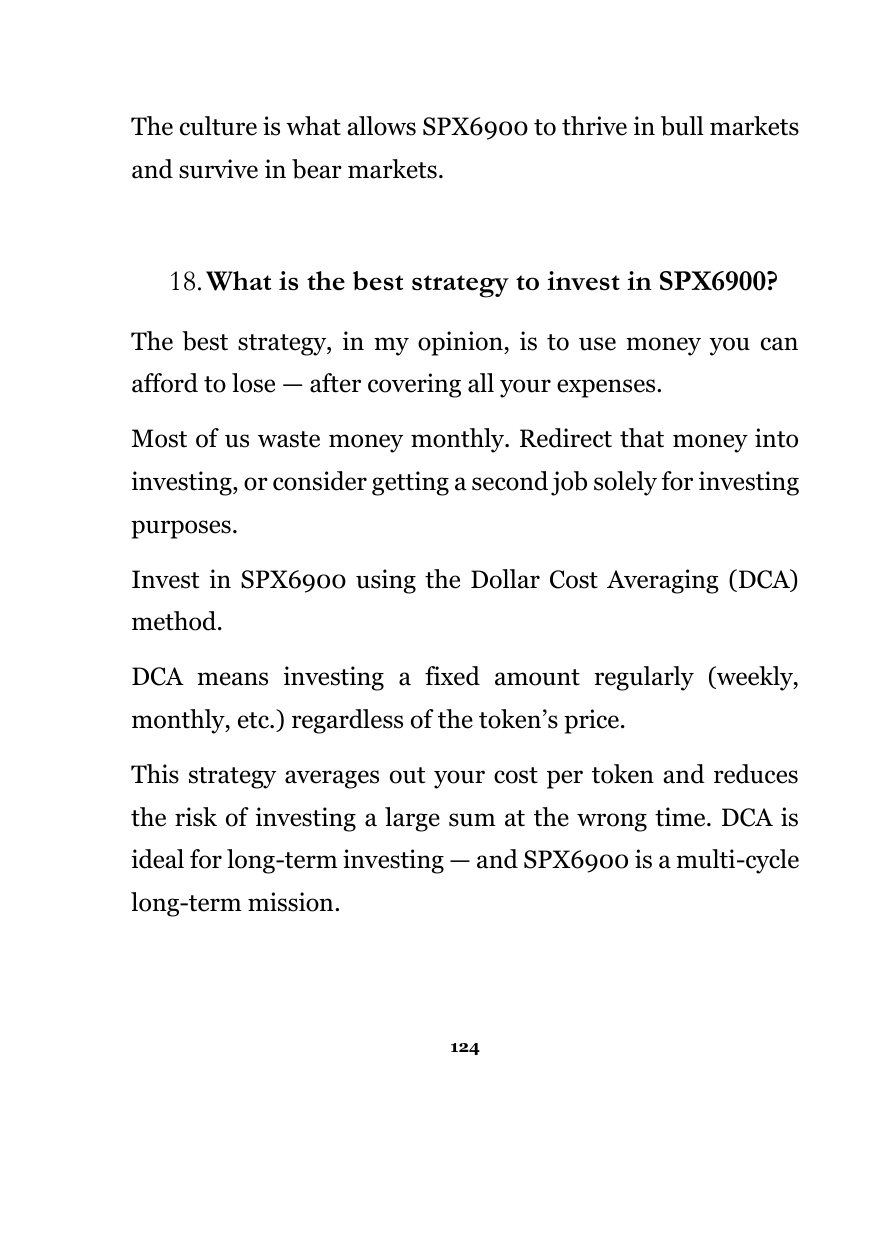 The culture is what allows SPX6900 to thrive in bull markets
and survive in bear markets.
18. What is the best strategy to invest in SPX6900?
The best strategy, in my opinion, is to use money you can
afford to lose — after covering all your expenses.
Most of us waste money monthly. Redirect that money into
investing, or consider getting a second job solely for investing
purposes.
Invest in SPX6900 using the Dollar Cost Averaging (DCA)
method.
DCA means investing a fixed amount regularly (weekly,
monthly, etc.) regardless of the token’s price.
This strategy averages out your cost per token and reduces
the risk of investing a large sum at the wrong time. DCA is
ideal for long-term investing — and SPX6900 is a multi-cycle
long-term mission.
124